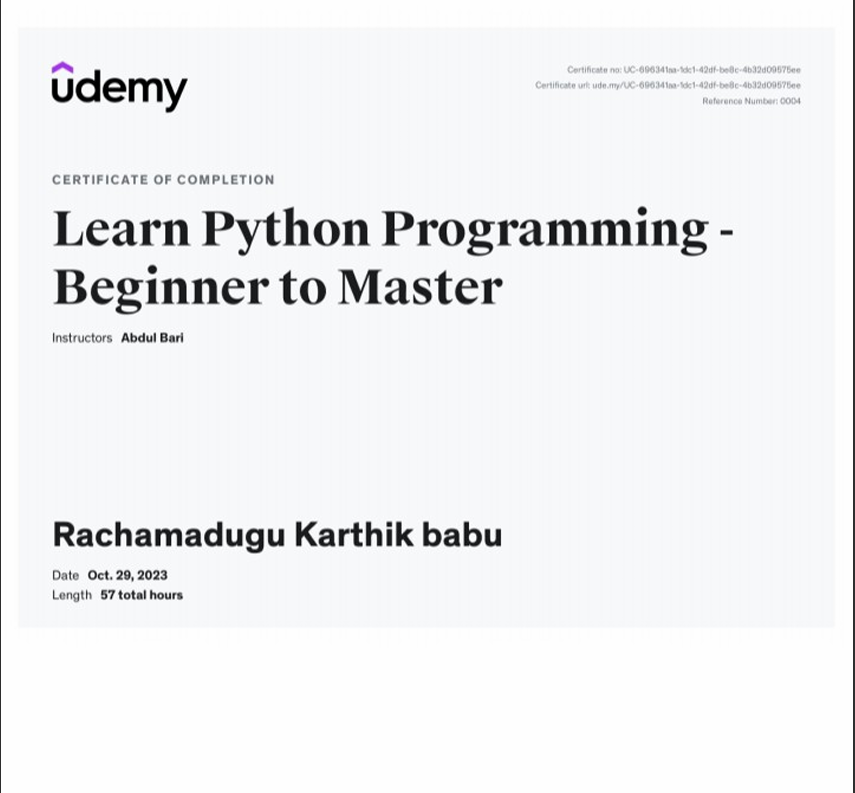 udemy
Certificate no: UC-696341aa-1dc1-42df-be8c-4b32d09575ee
Certificate url: ude.my/UC-696341aa-1dc1-42df-be8c-4b32d09575ee
Reference Number: 0004
CERTIFICATE OF COMPLETION
Learn Python Programming -
Beginner to Master
Instructors Abdul Bari
Rachamadugu Karthik babu
Date Oct. 29, 2023
Length 57 total hours